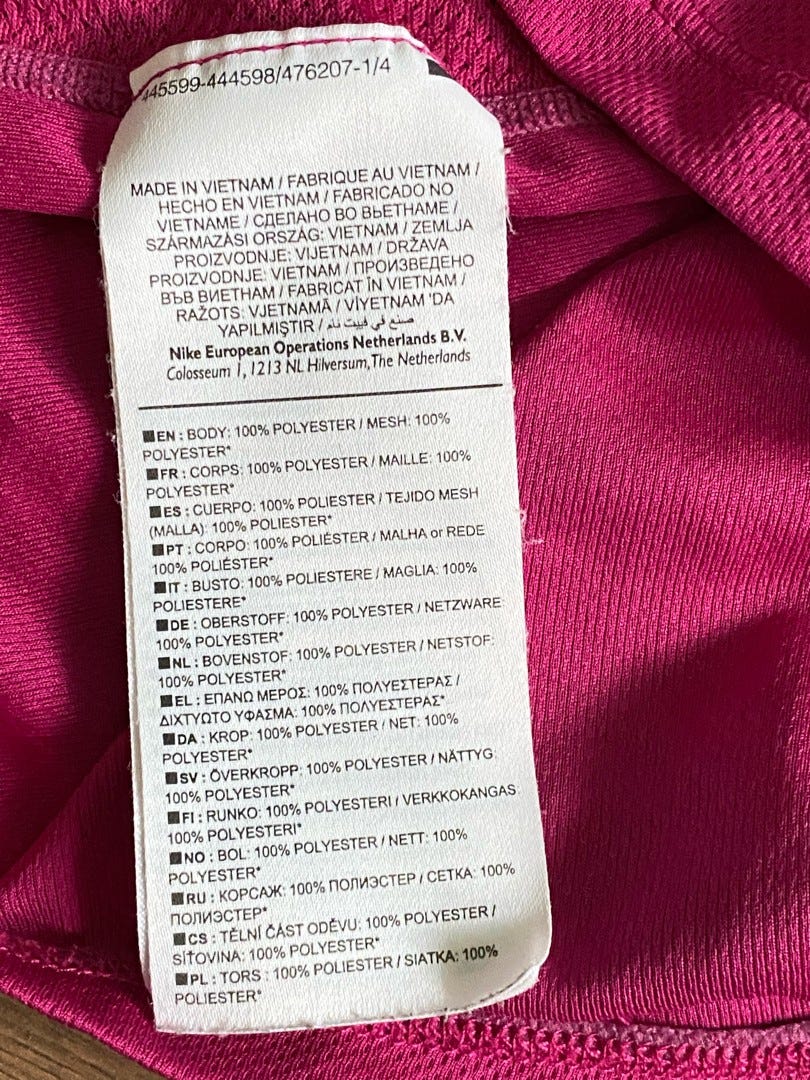 445599-444598/476207-1/4
MADE IN VIETNAM / FABRIQUE AU VIETNAM /
HECHO EN VIETNAM / FABRICADO NO
VIETNAME / СДЕЛАНО ВО ВЬЕТНАМЕ /
SZÁRMAZÁSI ORSZÁG: VIETNAM / ZEMLJA
PROIZVODNJE: VIJETNAM / DRŽAVA
PROIZVODNJE: VIETNAM / ПРОИЗВЕДЕНО
ВЪВ ВИЕТНАМ / FABRICAT ÎN VIETNAM /
RAŽOTS: VJETNAMĀ / VİYETNAM 'DA
YAPILMIŞTIR / صنع في فييت نام
Nike European Operations Netherlands B.V.
Colosseum 1, 1213 NL Hilversum, The Netherlands
EN : BODY: 100% POLYESTER / MESH: 100%
POLYESTER*
FR : CORPS: 100% POLYESTER / MAILLE: 100%
POLYESTER*
ES : CUERPO: 100% POLIESTER / TEJIDO MESH
(MALLA): 100% POLIESTER*
PT : CORPO: 100% POLIÉSTER / MALHA or REDE
100% POLIÉSTER*
IT : BUSTO: 100% POLIESTERE / MAGLIA: 100%
POLIESTERE*
DE : OBERSTOFF: 100% POLYESTER / NETZWARE:
100% POLYESTER*
NL : BOVENSTOF: 100% POLYESTER / NETSTOF:
100% POLYESTER*
EL : ΕΠΑΝΩ ΜΕΡΟΣ: 100% ΠΟΛΥΕΣΤΕΡΑΣ /
ΔΙΧΤΥΩΤΟ ΥΦΑΣΜΑ: 100% ΠΟΛΥΕΣΤΕΡΑΣ*
DA : KROP: 100% POLYESTER / NET: 100%
POLYESTER*
SV : ÖVERKROPP: 100% POLYESTER / NÄTTYG:
100% POLYESTER*
FI : RUNKO: 100% POLYESTERI / VERKKOKANGAS:
100% POLYESTERI*
NO : BOL: 100% POLYESTER / NETT: 100%
POLYESTER*
RU : КОРСАЖ: 100% ПОЛИЭСТЕР / СЕТКА: 100%
ПОЛИЭСТЕР*
CS : TĚLNÍ ČÁST ODĚVU: 100% POLYESTER /
SÍŤOVINA: 100% POLYESTER*
PL : TORS : 100% POLIESTER / SIATKA: 100%
POLIESTER*